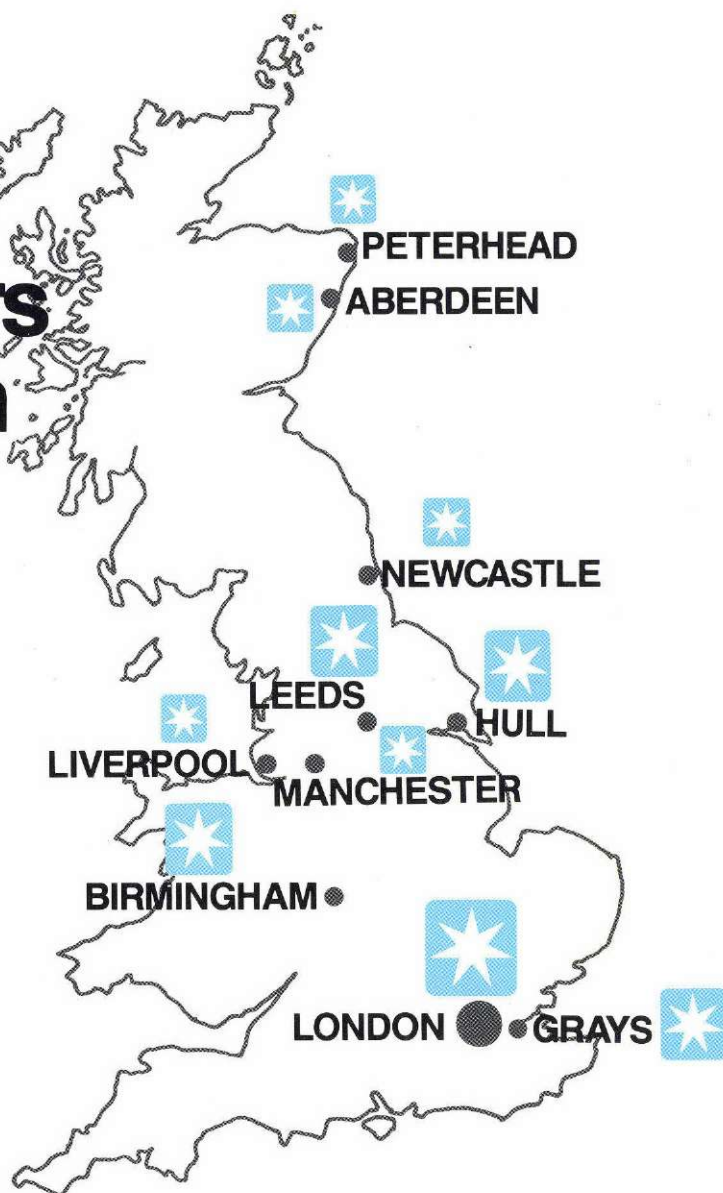 PETERHEAD
ABERDEEN
NEWCASTLE
LEEDS
HULL
LIVERPOOL
MANCHESTER
BIRMINGHAM
LONDON
GRAYS